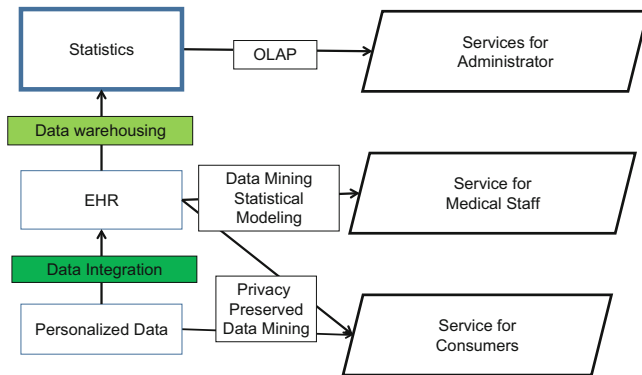 Statistics
OLAP
Services for
Administrator
Data warehousing
EHR
Data Mining
Statistical
Modeling
Service for
Medical Staff
Data Integration
Personalized Data
Privacy
Preserved
Data Mining
Service for
Consumers